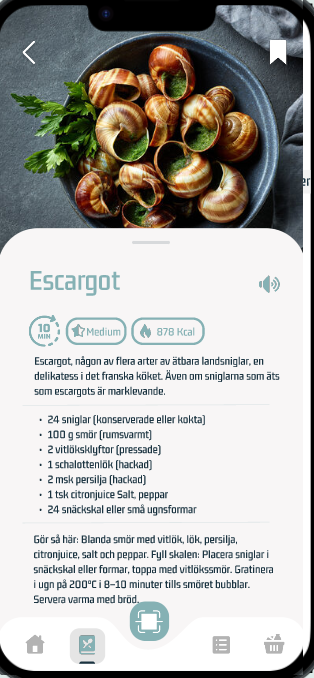 er
Escargot
10
MIN
Medium
878 Kcal
Escargot, någon av flera arter av ätbara landsniglar, en
delikatess i det franska köket. Även om sniglarna som äts
som escargots är marklevande.
• 24 sniglar (konserverade eller kokta)
• 100 g smör (rumsvarmt)
• 2 vitlöksklyftor (pressade)
• 1 schalottenlök (hackad)
• 2 msk persilja (hackad)
• 1 tsk citronjuice Salt, peppar
• 24 snäckskal eller små ugnsformar
Gör så här: Blanda smör med vitlök, lök, persilja,
citronjuice, salt och peppar. Fyll skalen: Placera sniglar i
snäckskal eller formar, toppa med vitlökssmör. Gratinera
i ugn på 200°C i 8–10 minuter tills smöret bubblar.
Servera varma med bröd.